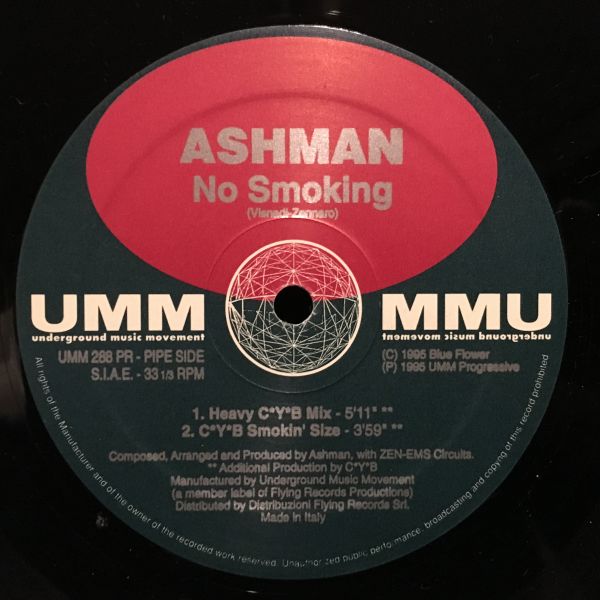 ASHMAN
No Smoking
(Visnadi-Zennaro)
UMM
underground music movement
MMU
underground music movement
UMM 268 PR - PIPE SIDE
S.I.A.E. - 33 1/3 RPM
(C) 1995 Blue Flower
(P) 1995 UMM Progressive
1. Heavy C*Y*B Mix - 5'11" **
2. C*Y*B Smokin' Size - 3'59" **
Composed, Arranged and Produced by Ashman, with ZEN-EMS Circuits.
** Additional Production by C*Y*B
Manufactured by Underground Music Movement
(a member label of Flying Records Productions)
Distributed by Distribuzioni Flying Records Srl.
Made in Italy
All rights of the Manufacturer and of the owner of the recorded work reserved. Unauthorized public performance, broadcasting and copying of this record prohibited